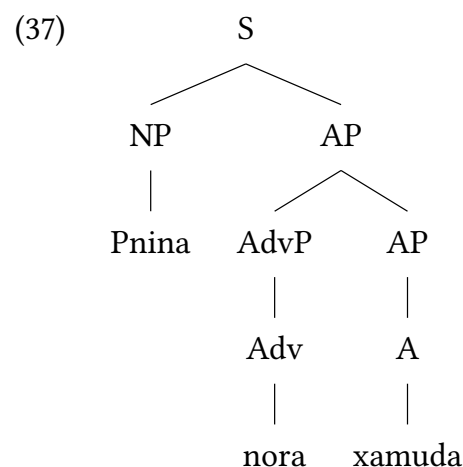 (37) S
NP AP
Pnina AdvP AP
Adv A
nora xamuda